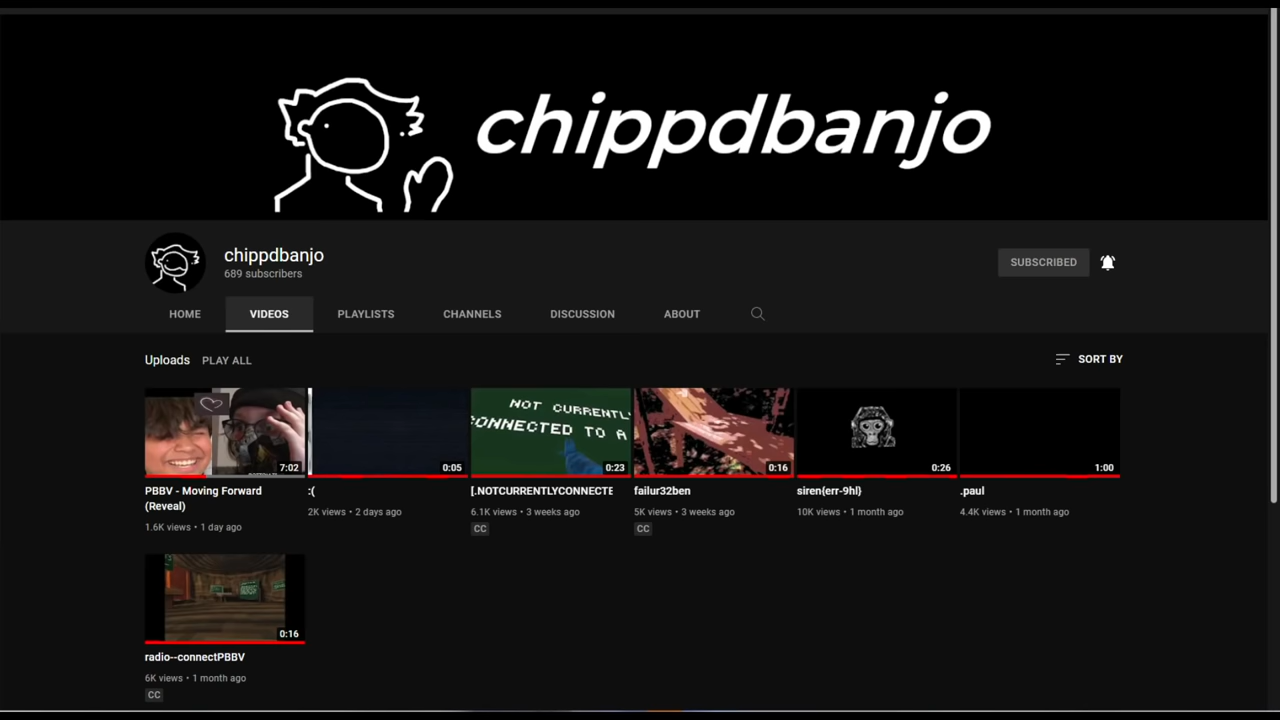 chippdbanjo
chippdbanjo
689 subscribers
SUBSCRIBED
HOME VIDEOS PLAYLISTS CHANNELS DISCUSSION ABOUT
Uploads PLAY ALL SORT BY
NOT CURRENTLY
CONNECTED TO A
7:02 0:05 0:23 0:16 0:26 1:00
PBBV - Moving Forward
(Reveal)
1.6K views • 1 day ago
:(
2K views • 2 days ago
[.NOTCURRENTLYCONNECTE
6.1K views • 3 weeks ago
CC
failur32ben
5K views • 3 weeks ago
CC
siren{err-9hl}
10K views • 1 month ago
.paul
4.4K views • 1 month ago
0:16
radio--connectPBBV
6K views • 1 month ago
CC